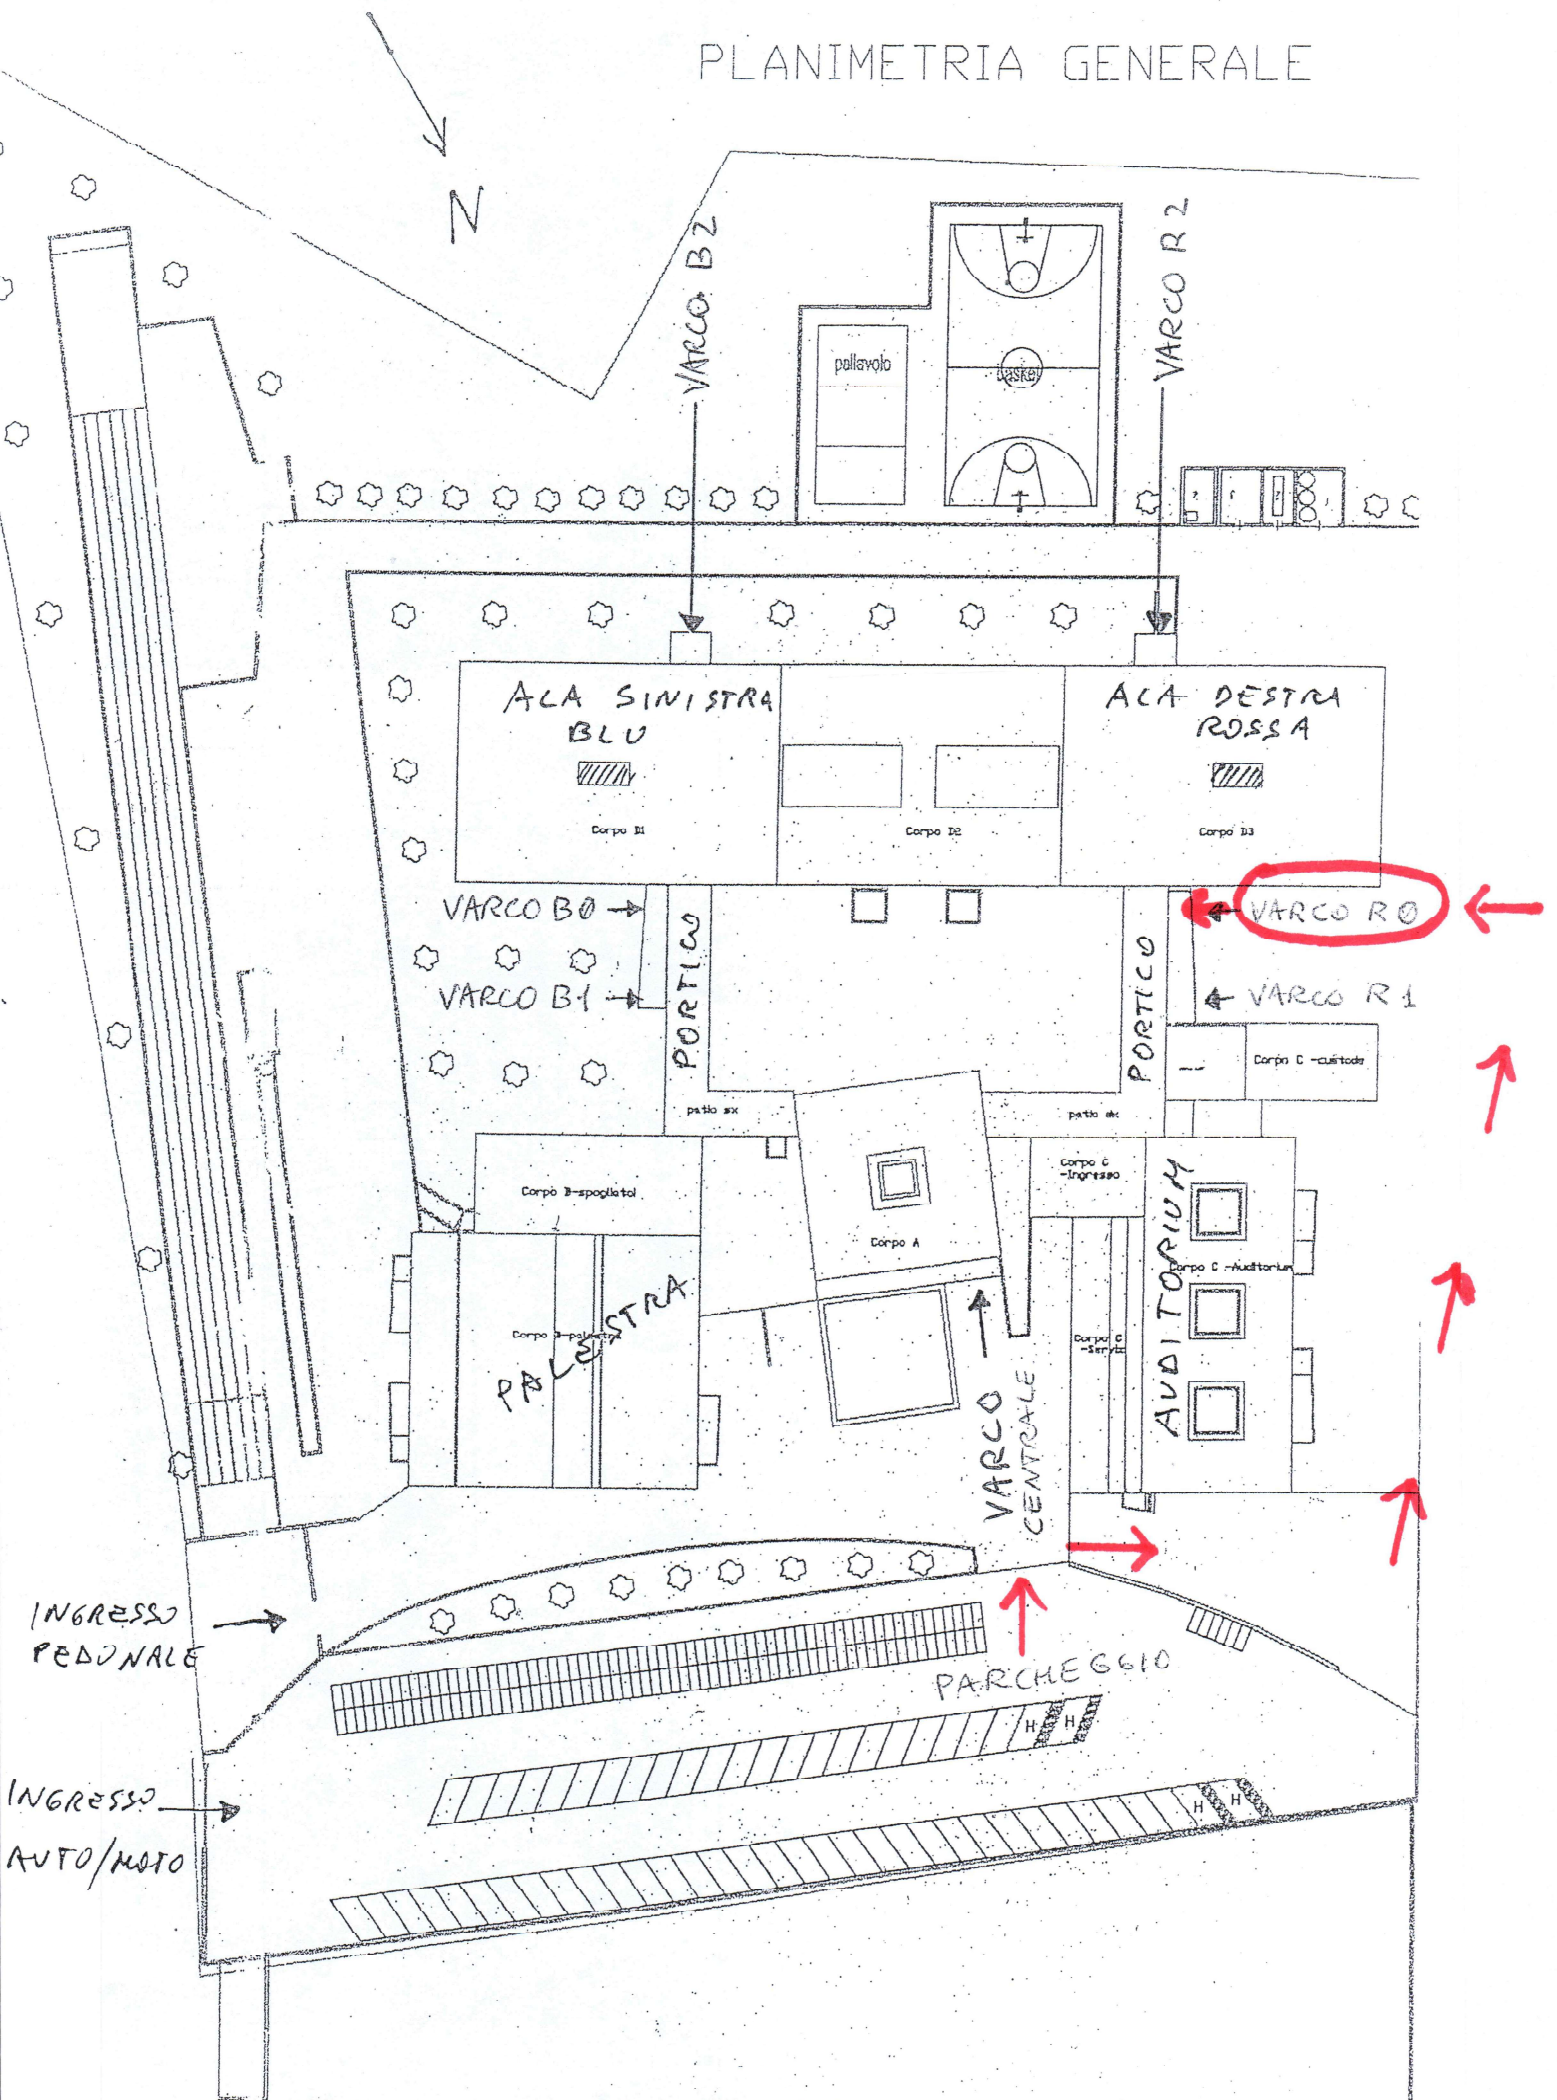 PLANIMETRIA GENERALE
N
VARCO B2
VARCO R2
pallavolo
basket
ALA SINISTRA
BLU
ALA DESTRA
ROSSA
Corpo D1
Corpo D2
Corpo D3
VARCO B0
VARCO R0
VARCO B1
VARCO R1
PORTICO
PORTICO
Corpo C -custode
patio sx
patio dx
Corpo B-spogliatoi
Corpo C
-Ingresso
Corpo A
AUDITORIUM
Corpo C -Auditorium
PALESTRA
Corpo C
VARCO
CENTRALE
INGRESSO
PEDONALE
PARCHEGGIO
H
H
H
H
INGRESSO
AUTO/MOTO